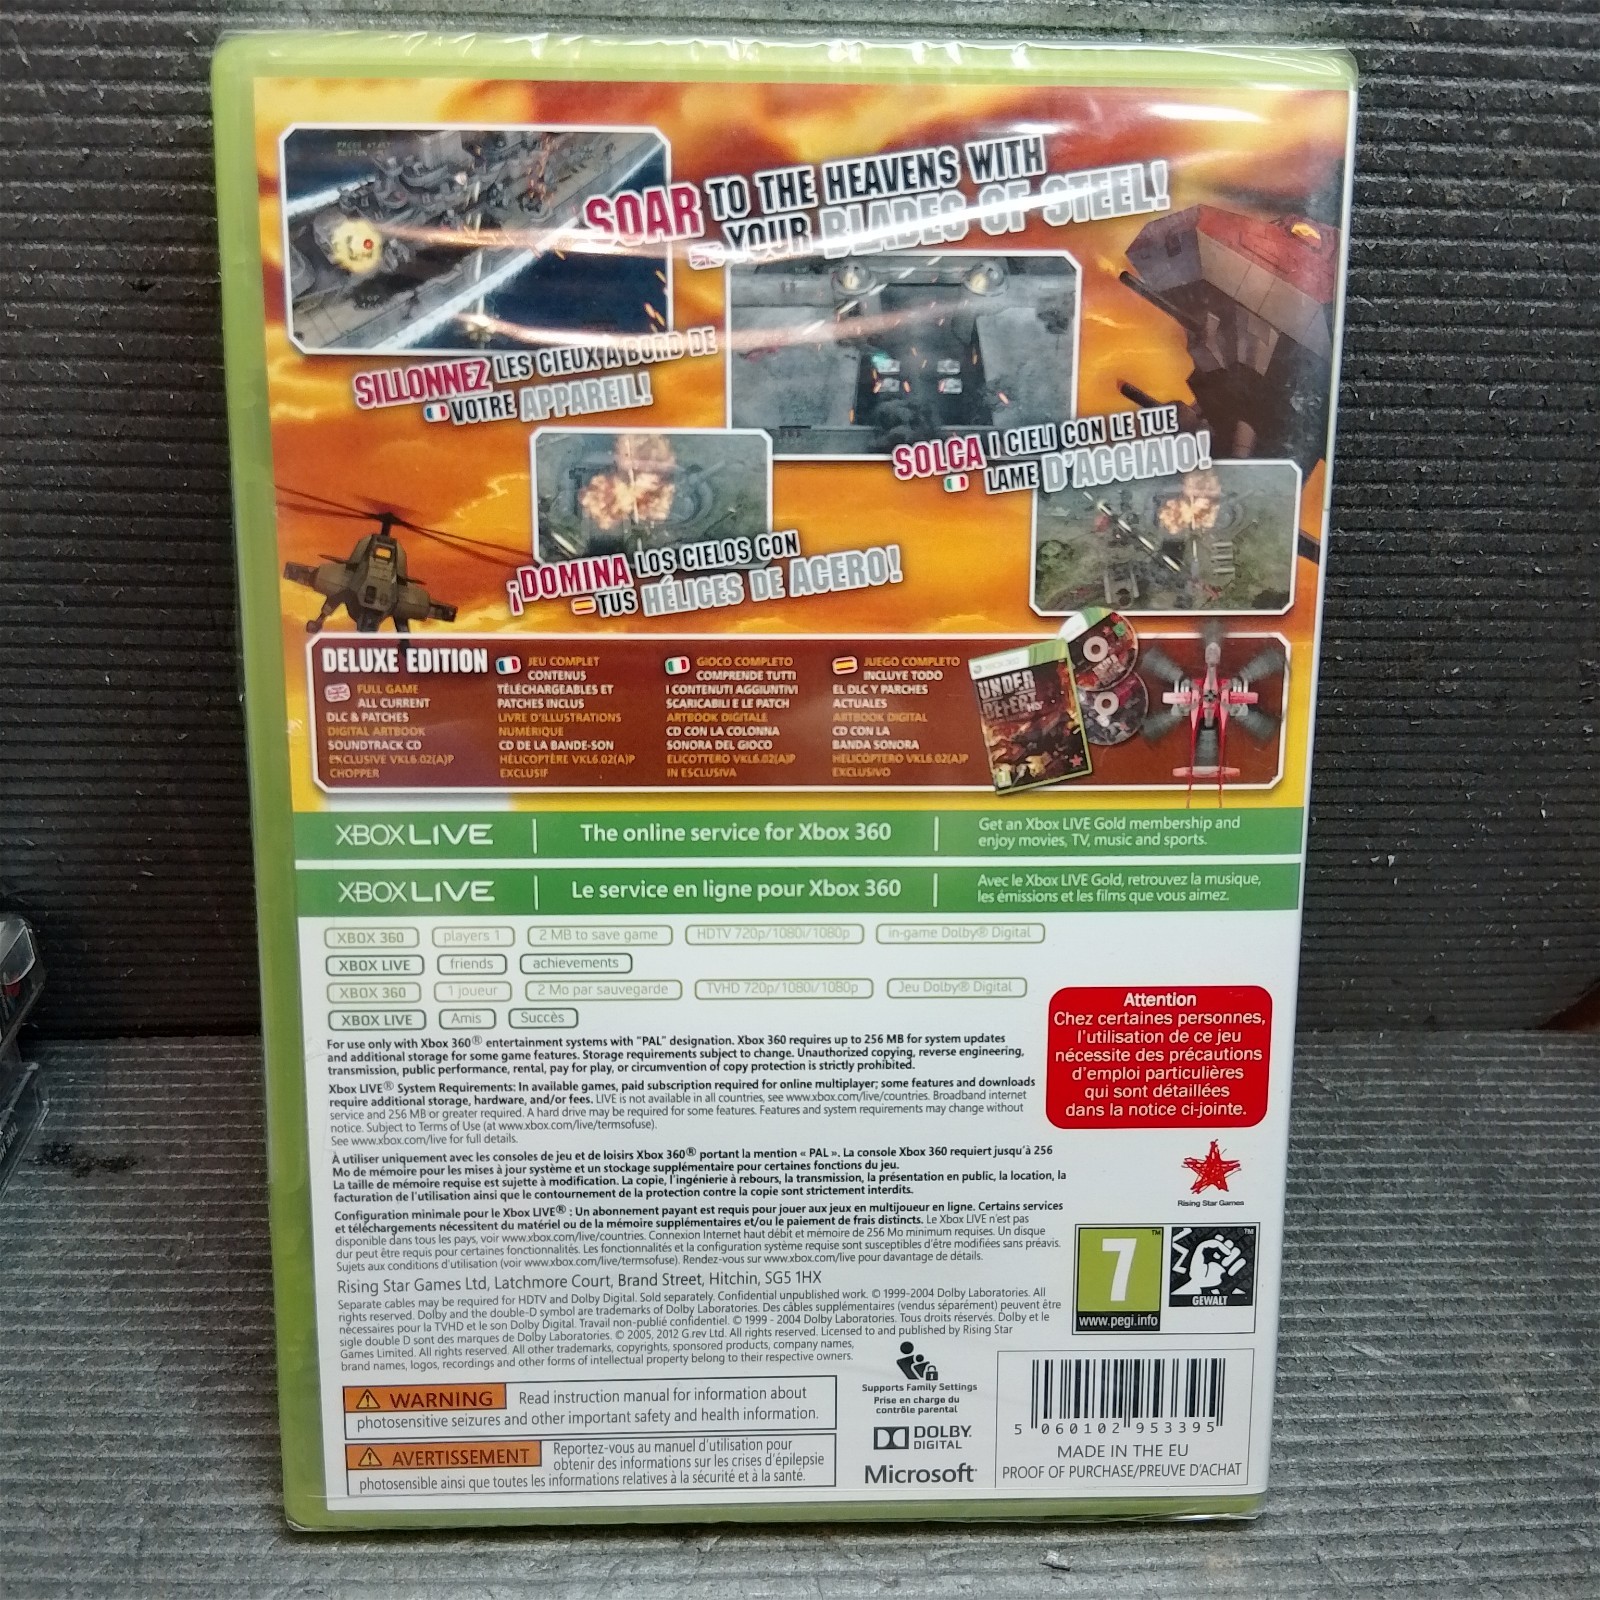 SOAR TO THE HEAVENS WITH
YOUR BLADES OF STEEL!
SILLONNEZ LES CIEUX A BORD DE
VOTRE APPAREIL!
SOLCA I CIELI CON LE TUE
LAME D'ACCIAIO!
¡DOMINA LOS CIELOS CON
TUS HÉLICES DE ACERO!
DELUXE EDITION
FULL GAME
ALL CURRENT
DLC & PATCHES
DIGITAL ARTBOOK
SOUNDTRACK CD
EXCLUSIVE VKL6.02(A)P
CHOPPER
JEU COMPLET
CONTENUS
TÉLÉCHARGEABLES ET
PATCHES INCLUS
LIVRE D'ILLUSTRATIONS
NUMÉRIQUE
CD DE LA BANDE-SON
HÉLICOPTÈRE VKL6.02(A)P
EXCLUSIF
GIOCO COMPLETO
COMPRENDE TUTTI
I CONTENUTI AGGIUNTIVI
SCARICABILI E LE PATCH
ARTBOOK DIGITALE
CD CON LA COLONNA
SONORA DEL GIOCO
ELICOTTERO VKL6.02(A)P
IN ESCLUSIVA
JUEGO COMPLETO
INCLUYE TODO
EL DLC Y PARCHES
ACTUALES
ARTBOOK DIGITAL
CD CON LA
BANDA SONORA
HELICÓPTERO VKL6.02(A)P
EXCLUSIVO
UNDER
DEFEAT HD
XBOX LIVE
The online service for Xbox 360
Get an Xbox LIVE Gold membership and
enjoy movies, TV, music and sports.
XBOX LIVE
Le service en ligne pour Xbox 360
Avec le Xbox LIVE Gold, retrouvez la musique,
les émissions et les films que vous aimez.
XBOX 360 players 1 2 MB to save game HDTV 720p/1080i/1080p in-game Dolby® Digital
XBOX LIVE friends achievements
XBOX 360 1 joueur 2 Mo par sauvegarde TVHD 720p/1080i/1080p Jeu Dolby® Digital
XBOX LIVE Amis Succès
For use only with Xbox 360® entertainment systems with "PAL" designation. Xbox 360 requires up to 256 MB for system updates
and additional storage for some game features. Storage requirements subject to change. Unauthorized copying, reverse engineering,
transmission, public performance, rental, pay for play, or circumvention of copy protection is strictly prohibited.
Xbox LIVE® System Requirements: In available games, paid subscription required for online multiplayer; some features and downloads
require additional storage, hardware, and/or fees. LIVE is not available in all countries, see www.xbox.com/live/countries. Broadband internet
service and 256 MB or greater required. A hard drive may be required for some features. Features and system requirements may change without
notice. Subject to Terms of Use (at www.xbox.com/live/termsofuse).
See www.xbox.com/live for full details.
À utiliser uniquement avec les consoles de jeu et de loisirs Xbox 360® portant la mention « PAL ». La console Xbox 360 requiert jusqu'à 256
Mo de mémoire pour les mises à jour système et un stockage supplémentaire pour certaines fonctions du jeu.
La taille de mémoire requise est sujette à modification. La copie, l'ingénierie à rebours, la transmission, la présentation en public, la location, la
facturation de l'utilisation ainsi que le contournement de la protection contre la copie sont strictement interdits.
Configuration minimale pour le Xbox LIVE® : Un abonnement payant est requis pour jouer aux jeux en multijoueur en ligne. Certains services
et téléchargements nécessitent du matériel ou de la mémoire supplémentaires et/ou le paiement de frais distincts. Le Xbox LIVE n'est pas
disponible dans tous les pays, voir www.xbox.com/live/countries. Connexion Internet haut débit et mémoire de 256 Mo minimum requises. Un disque
dur peut être requis pour certaines fonctionnalités. Les fonctionnalités et la configuration système requise sont susceptibles d'être modifiées sans préavis.
Sujets aux conditions d'utilisation (voir www.xbox.com/live/termsofuse). Rendez-vous sur www.xbox.com/live pour davantage de détails.
Rising Star Games Ltd, Latchmore Court, Brand Street, Hitchin, SG5 1HX
Separate cables may be required for HDTV and Dolby Digital. Sold separately. Confidential unpublished work. © 1999-2004 Dolby Laboratories. All
rights reserved. Dolby and the double-D symbol are trademarks of Dolby Laboratories. Des câbles supplémentaires (vendus séparément) peuvent être
nécessaires pour la TVHD et le son Dolby Digital. Travail non-publié confidentiel. © 1999 - 2004 Dolby Laboratories. Tous droits réservés. Dolby et le
sigle double D sont des marques de Dolby Laboratories. © 2005, 2012 G.rev Ltd. All rights reserved. Licensed to and published by Rising Star
Games Limited. All rights reserved. All other trademarks, copyrights, sponsored products, company names,
brand names, logos, recordings and other forms of intellectual property belong to their respective owners.
Attention
Chez certaines personnes,
l'utilisation de ce jeu
nécessite des précautions
d'emploi particulières
qui sont détaillées
dans la notice ci-jointe.
Rising Star Games
7
www.pegi.info
GEWALT
WARNING Read instruction manual for information about
photosensitive seizures and other important safety and health information.
AVERTISSEMENT Reportez-vous au manuel d'utilisation pour
obtenir des informations sur les crises d'épilepsie
photosensible ainsi que toutes les informations relatives à la sécurité et à la santé.
Supports Family Settings
Prise en charge du
contrôle parental
DOLBY
DIGITAL
Microsoft
5 060102 953395
MADE IN THE EU
PROOF OF PURCHASE/PREUVE D'ACHAT